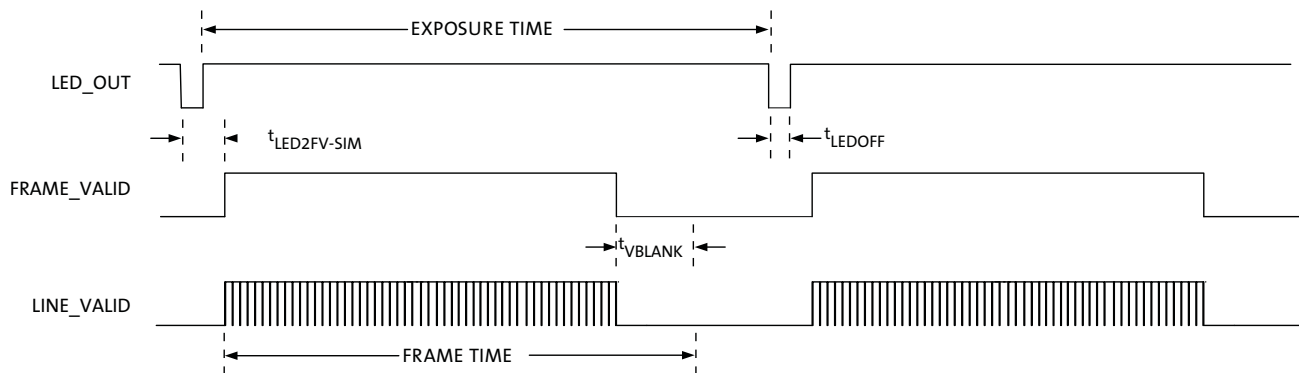 EXPOSURE TIME
LED_OUT
tLED2FV-SIM
tLEDOFF
FRAME_VALID
tVBLANK
LINE_VALID
FRAME TIME